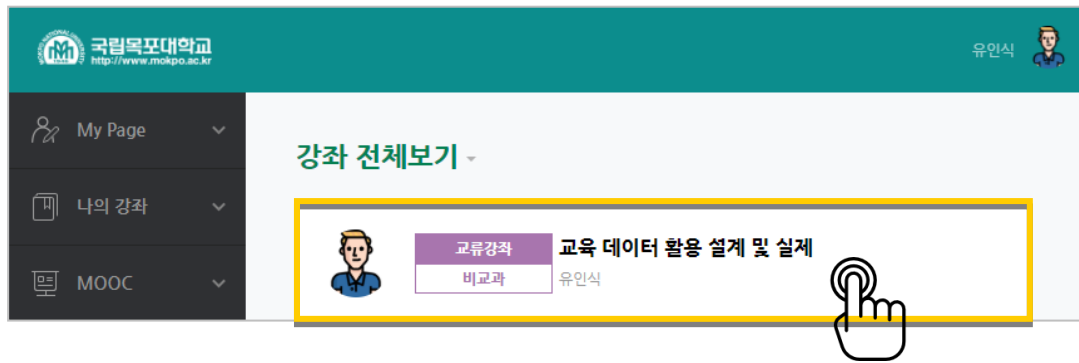 국립목포대학교
http://www.mokpo.ac.kr
유인식
My Page
나의 강좌
MOOC
강좌 전체보기
교류강좌
교육 데이터 활용 설계 및 실제
비교과
유인식